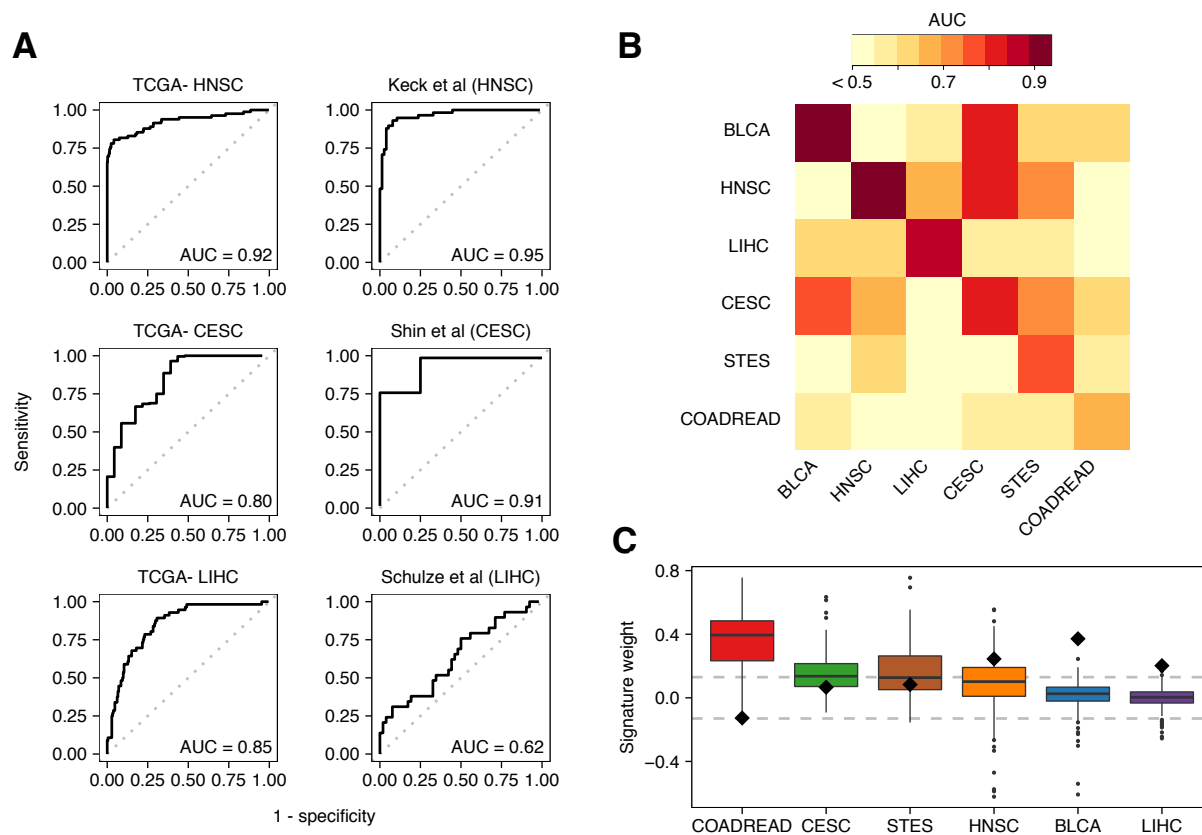 A
TCGA- HNSC
1.00
0.75
0.50
0.25
0.00
AUC = 0.92
0.00 0.25 0.50 0.75 1.00
Keck et al (HNSC)
1.00
0.75
0.50
0.25
0.00
AUC = 0.95
0.00 0.25 0.50 0.75 1.00
TCGA- CESC
1.00
0.75
0.50
0.25
0.00
AUC = 0.80
0.00 0.25 0.50 0.75 1.00
Shin et al (CESC)
1.00
0.75
0.50
0.25
0.00
AUC = 0.91
0.00 0.25 0.50 0.75 1.00
Sensitivity
TCGA- LIHC
1.00
0.75
0.50
0.25
0.00
AUC = 0.85
0.00 0.25 0.50 0.75 1.00
Schulze et al (LIHC)
1.00
0.75
0.50
0.25
0.00
AUC = 0.62
0.00 0.25 0.50 0.75 1.00
1 - specificity
B
AUC
< 0.5 0.7 0.9
BLCA
HNSC
LIHC
CESC
STES
COADREAD
BLCA
HNSC
LIHC
CESC
STES
COADREAD
C
Signature weight
0.8
0.4
0.0
−0.4
COADREAD CESC STES HNSC BLCA LIHC